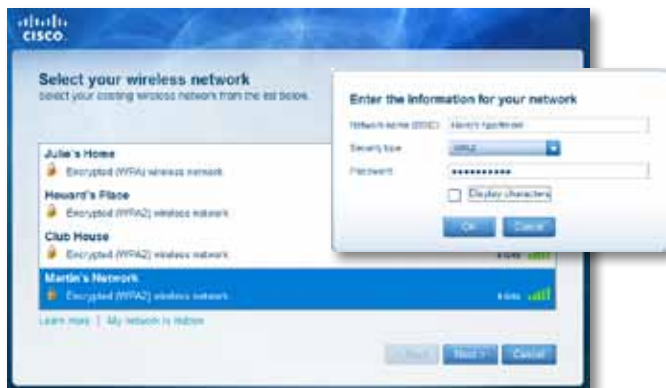 CISCO
Select your wireless network
Select your existing wireless network from the list below.
Julie's Home
Encrypted (WPA) wireless network
Howard's Place
Encrypted (WPA2) wireless network
Club House
Encrypted (WPA2) wireless network
Martin's Network
Encrypted (WPA2) wireless network
Learn more | My network is hidden
Next > Cancel
Enter the information for your network
Network name (SSID)
Security type WPA2
Password ••••••••••
Display characters
OK Cancel